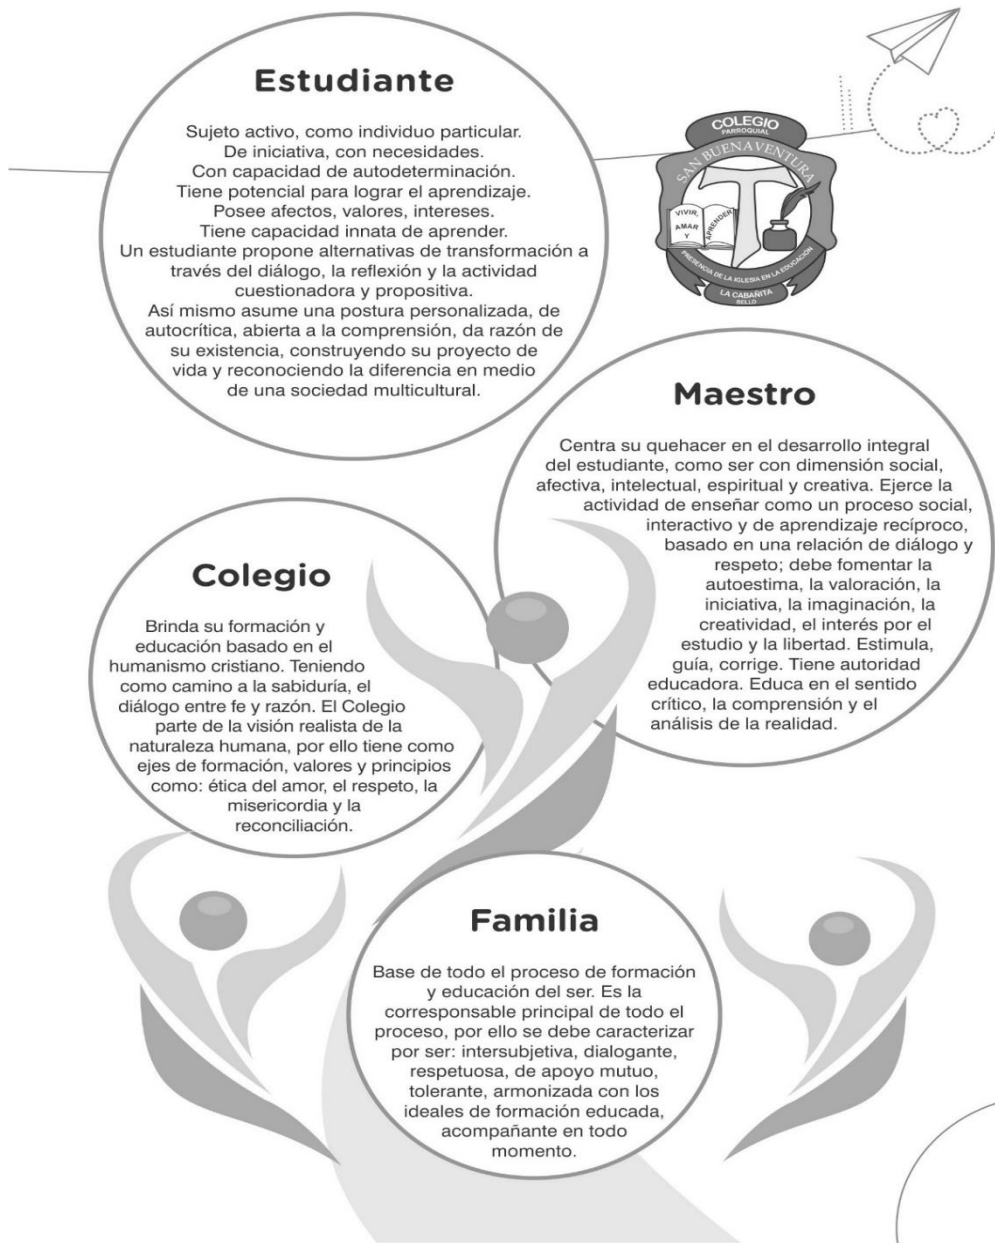 Estudiante
Sujeto activo, como individuo particular.
De iniciativa, con necesidades.
Con capacidad de autodeterminación.
Tiene potencial para lograr el aprendizaje.
Posee afectos, valores, intereses.
Tiene capacidad innata de aprender.
Un estudiante propone alternativas de transformación a
través del diálogo, la reflexión y la actividad
cuestionadora y propositiva.
Así mismo asume una postura personalizada, de
autocrítica, abierta a la comprensión, da razón de
su existencia, construyendo su proyecto de
vida y reconociendo la diferencia en medio
de una sociedad multicultural.
COLEGIO
PARROQUIAL
SAN BUENAVENTURA
VIVIR,
AMAR
Y
APRENDER
PRESENCIA DE LA IGLESIA EN LA EDUCACIÓN
LA CABAÑITA
BELLO
Maestro
Centra su quehacer en el desarrollo integral
del estudiante, como ser con dimensión social,
afectiva, intelectual, espiritual y creativa. Ejerce la
actividad de enseñar como un proceso social,
interactivo y de aprendizaje recíproco,
basado en una relación de diálogo y
respeto; debe fomentar la
autoestima, la valoración, la
iniciativa, la imaginación, la
creatividad, el interés por el
estudio y la libertad. Estimula,
guía, corrige. Tiene autoridad
educadora. Educa en el sentido
crítico, la comprensión y el
análisis de la realidad.
Colegio
Brinda su formación y
educación basado en el
humanismo cristiano. Teniendo
como camino a la sabiduría, el
diálogo entre fe y razón. El Colegio
parte de la visión realista de la
naturaleza humana, por ello tiene como
ejes de formación, valores y principios
como: ética del amor, el respeto, la
misericordia y la
reconciliación.
Familia
Base de todo el proceso de formación
y educación del ser. Es la
corresponsable principal de todo el
proceso, por ello se debe caracterizar
por ser: intersubjetiva, dialogante,
respetuosa, de apoyo mutuo,
tolerante, armonizada con los
ideales de formación educada,
acompañante en todo
momento.